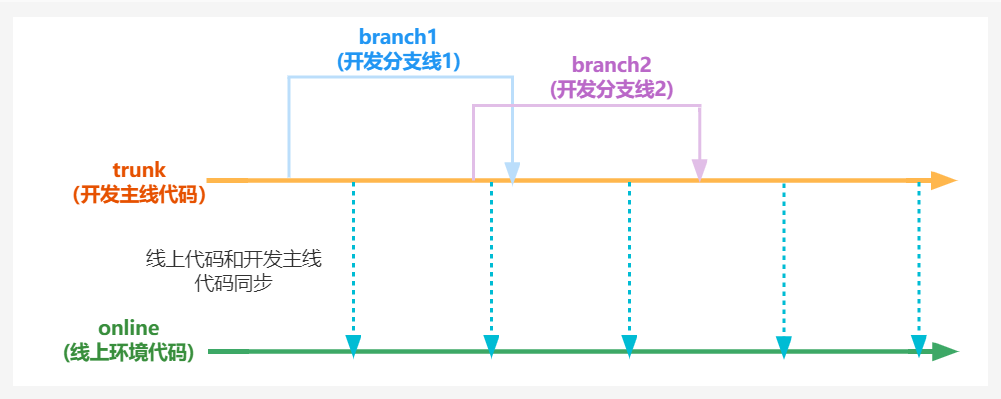 branch1
(开发分支线1)
branch2
(开发分支线2)
trunk
(开发主线代码)
线上代码和开发主线
代码同步
online
(线上环境代码)